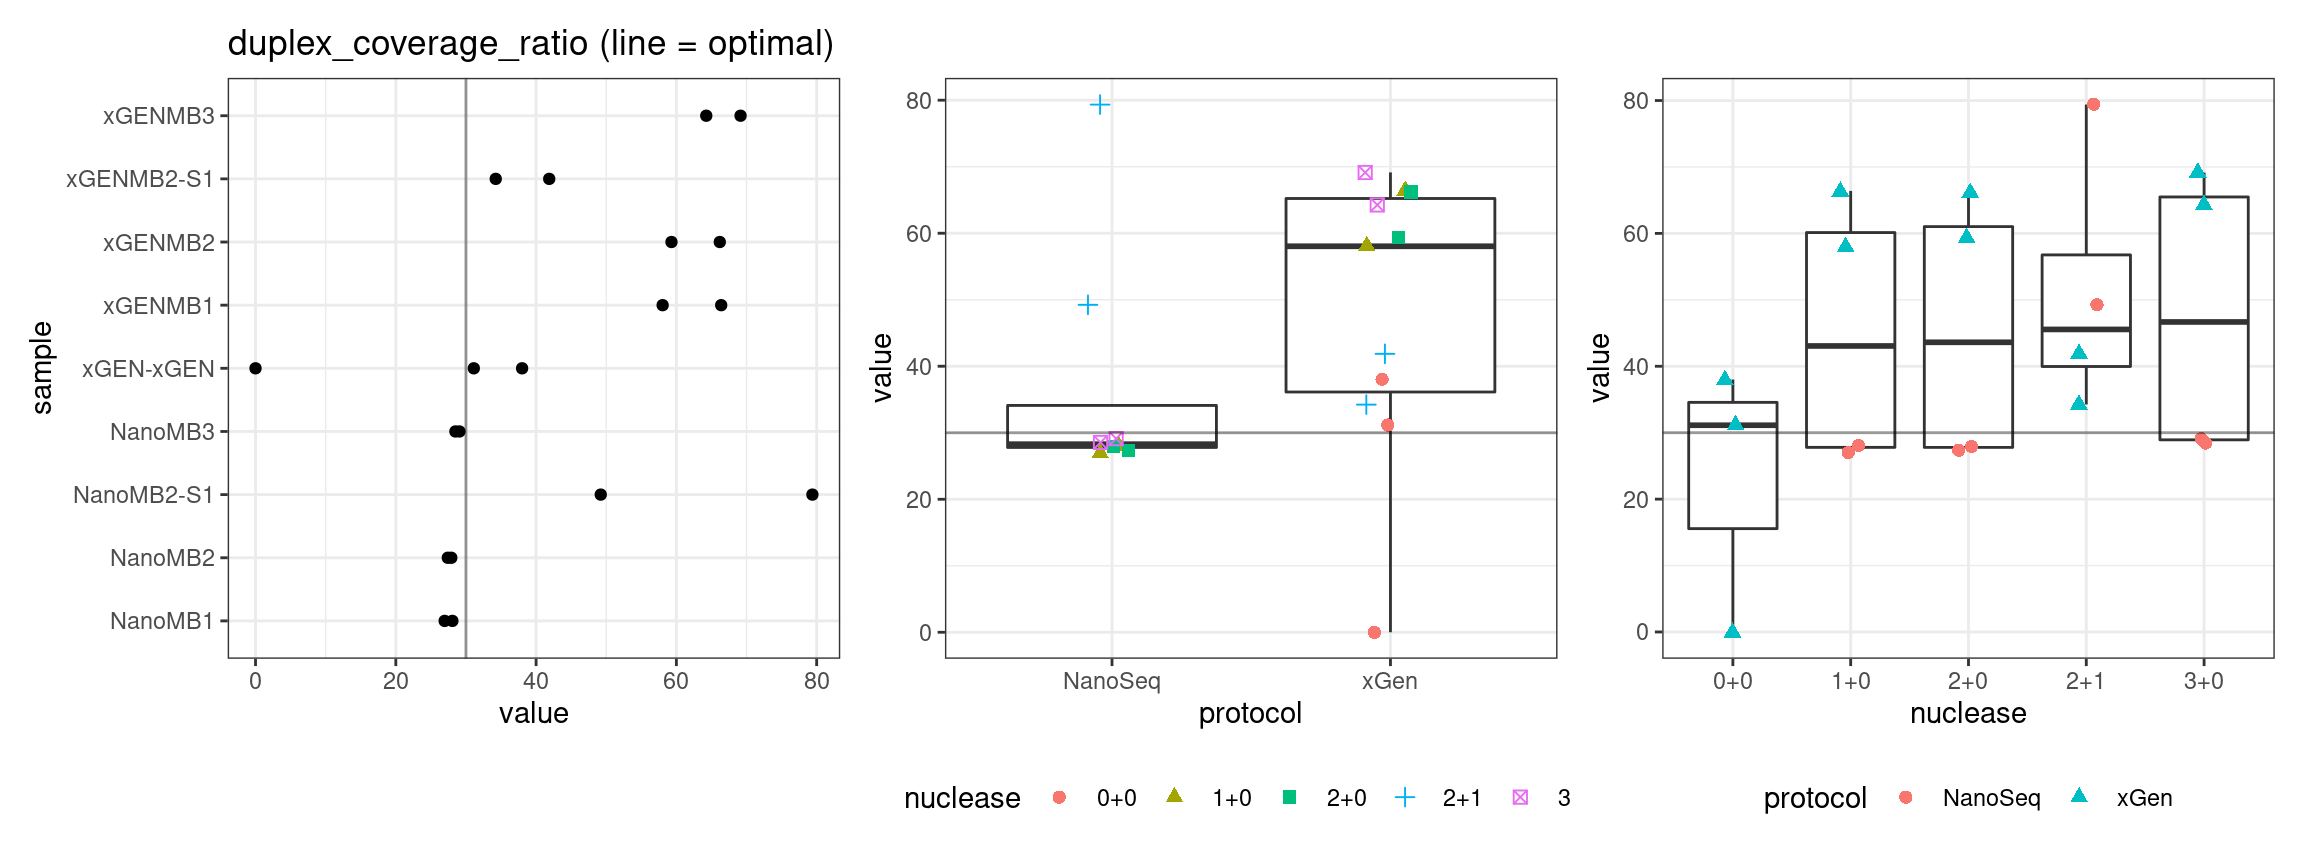 duplex_coverage_ratio (line = optimal)
sample
xGENMB3
xGENMB2-S1
xGENMB2
xGENMB1
xGEN-xGEN
NanoMB3
NanoMB2-S1
NanoMB2
NanoMB1
0 20 40 60 80
value
value
80
60
40
20
0
NanoSeq xGen
protocol
nuclease 0+0 1+0 2+0 2+1 3
value
80
60
40
20
0
0+0 1+0 2+0 2+1 3+0
nuclease
protocol NanoSeq xGen